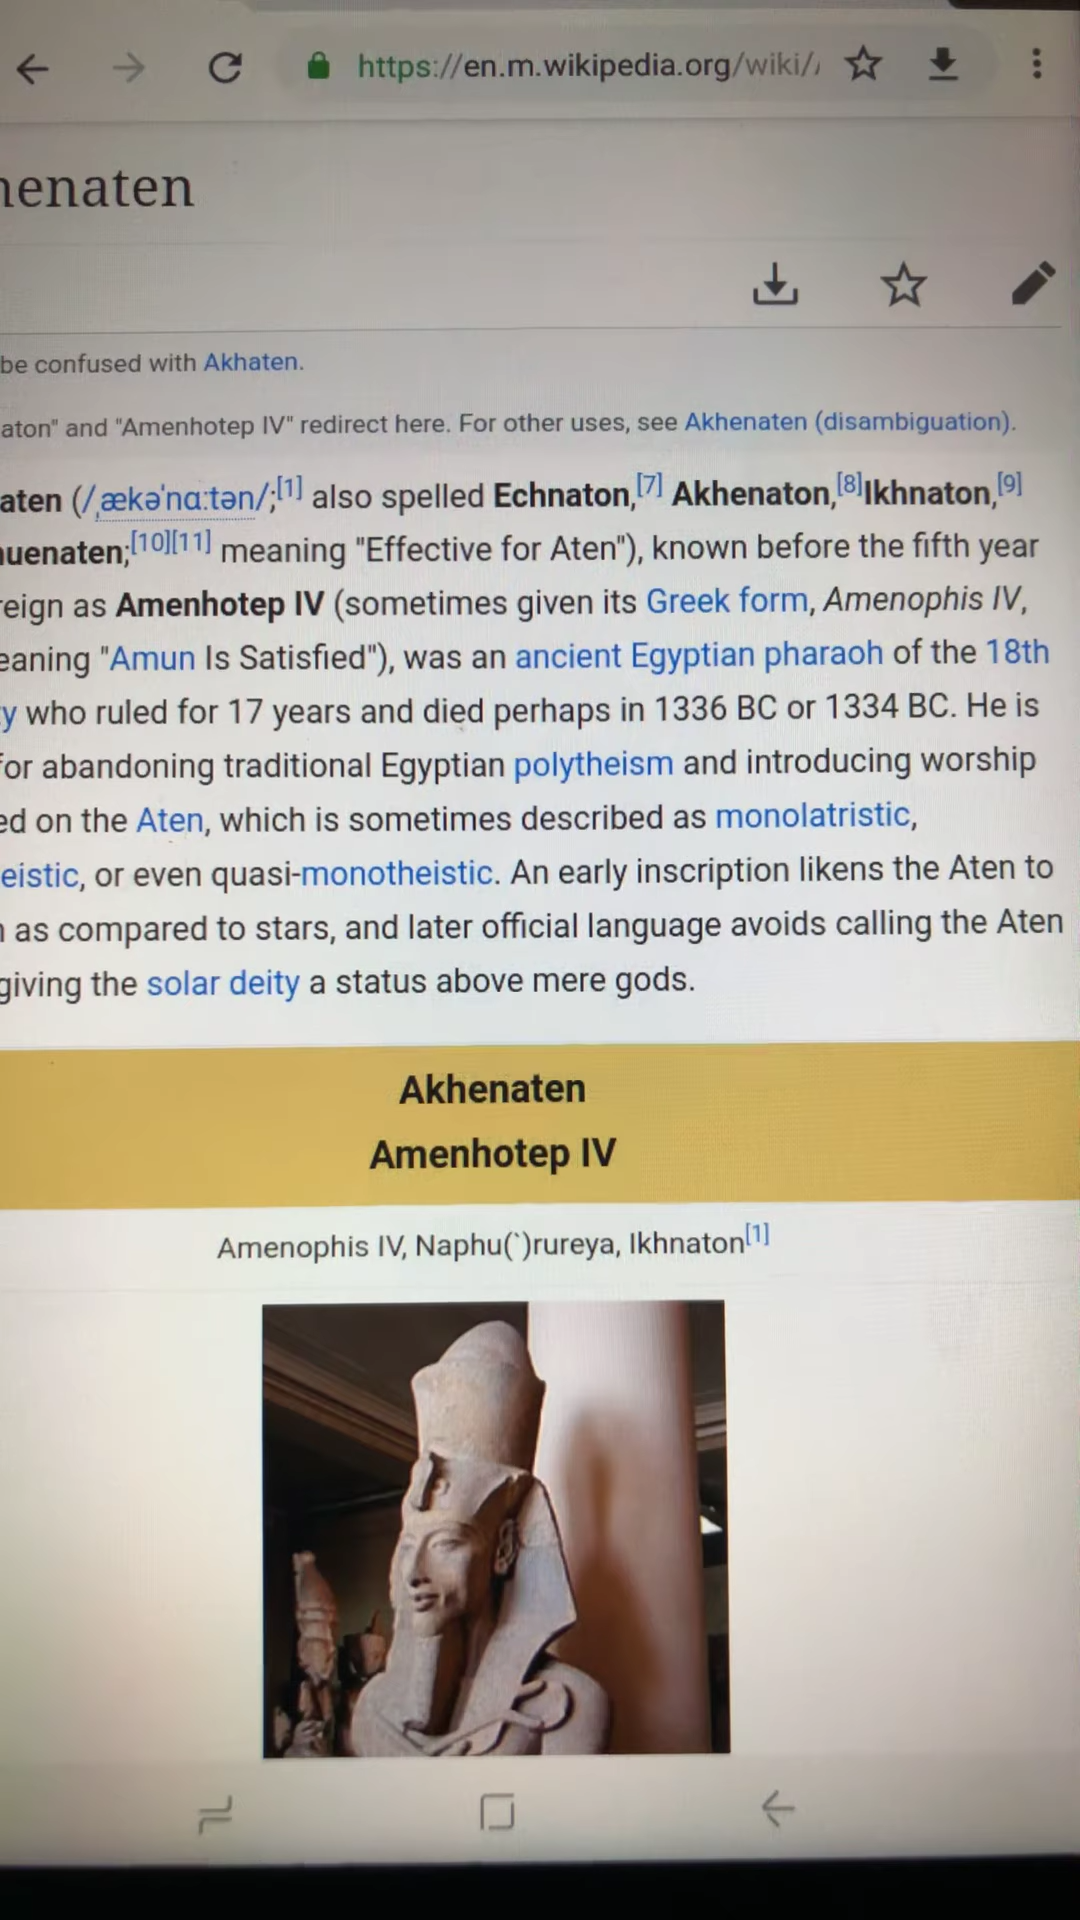 https://en.m.wikipedia.org/wiki/
henaten
be confused with Akhaten.
aton" and "Amenhotep IV" redirect here. For other uses, see Akhenaten (disambiguation).
aten (/ˌækəˈnɑːtən/;[1] also spelled Echnaton,[7] Akhenaton,[8]Ikhnaton,[9]
uenaten;[10][11] meaning "Effective for Aten"), known before the fifth year
reign as Amenhotep IV (sometimes given its Greek form, Amenophis IV,
eaning "Amun Is Satisfied"), was an ancient Egyptian pharaoh of the 18th
y who ruled for 17 years and died perhaps in 1336 BC or 1334 BC. He is
for abandoning traditional Egyptian polytheism and introducing worship
ed on the Aten, which is sometimes described as monolatristic,
eistic, or even quasi-monotheistic. An early inscription likens the Aten to
as compared to stars, and later official language avoids calling the Aten
giving the solar deity a status above mere gods.
Akhenaten
Amenhotep IV
Amenophis IV, Naphu(`)rureya, Ikhnaton[1]